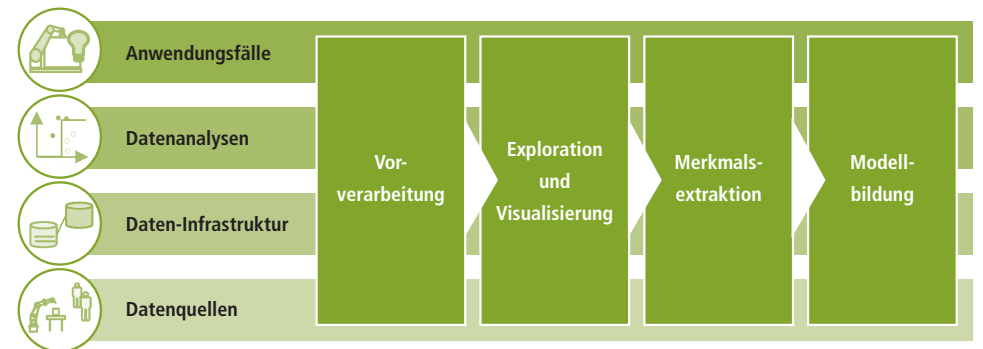 Anwendungsfälle
Datenanalysen
Daten-Infrastruktur
Datenquellen
Vor-
verarbeitung
Exploration
und
Visualisierung
Merkmals-
extraktion
Modell-
bildung